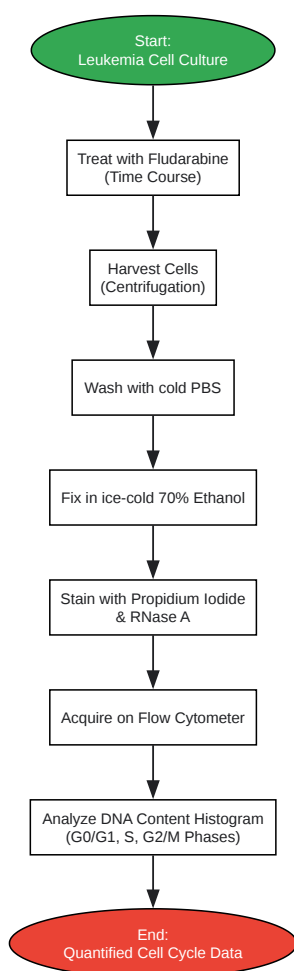 Start:
Leukemia Cell Culture
Treat with Fludarabine
(Time Course)
Harvest Cells
(Centrifugation)
Wash with cold PBS
Fix in ice-cold 70% Ethanol
Stain with Propidium Iodide
& RNase A
Acquire on Flow Cytometer
Analyze DNA Content Histogram
(G0/G1, S, G2/M Phases)
End:
Quantified Cell Cycle Data